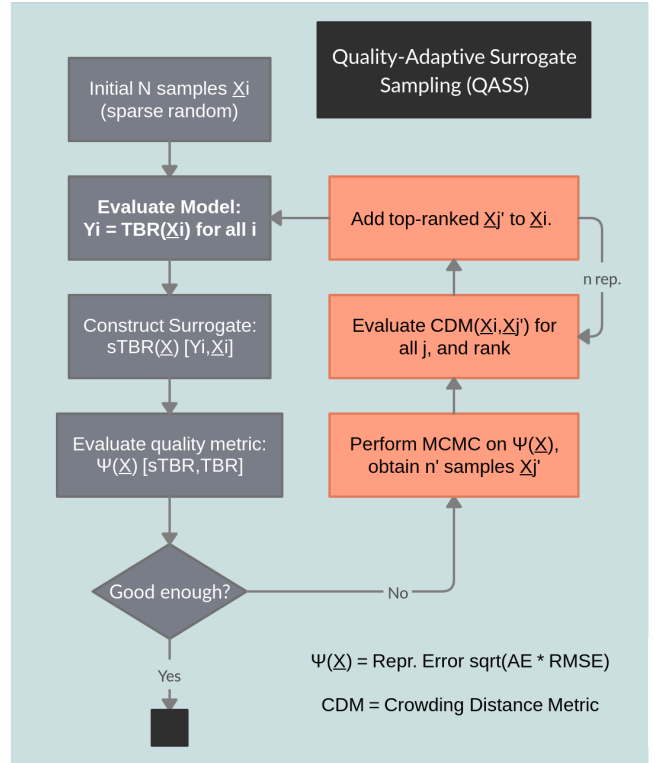 Quality-Adaptive Surrogate
Sampling (QASS)
Initial N samples Xi
(sparse random)
Evaluate Model:
Yi = TBR(Xi) for all i
Construct Surrogate:
sTBR(X) [Yi,Xi]
Evaluate quality metric:
Ψ(X) [sTBR,TBR]
Good enough?
Yes
No
Perform MCMC on Ψ(X),
obtain n' samples Xj'
Evaluate CDM(Xi,Xj') for
all j, and rank
Add top-ranked Xj' to Xi.
n rep.
Ψ(X) = Repr. Error sqrt(AE * RMSE)
CDM = Crowding Distance Metric